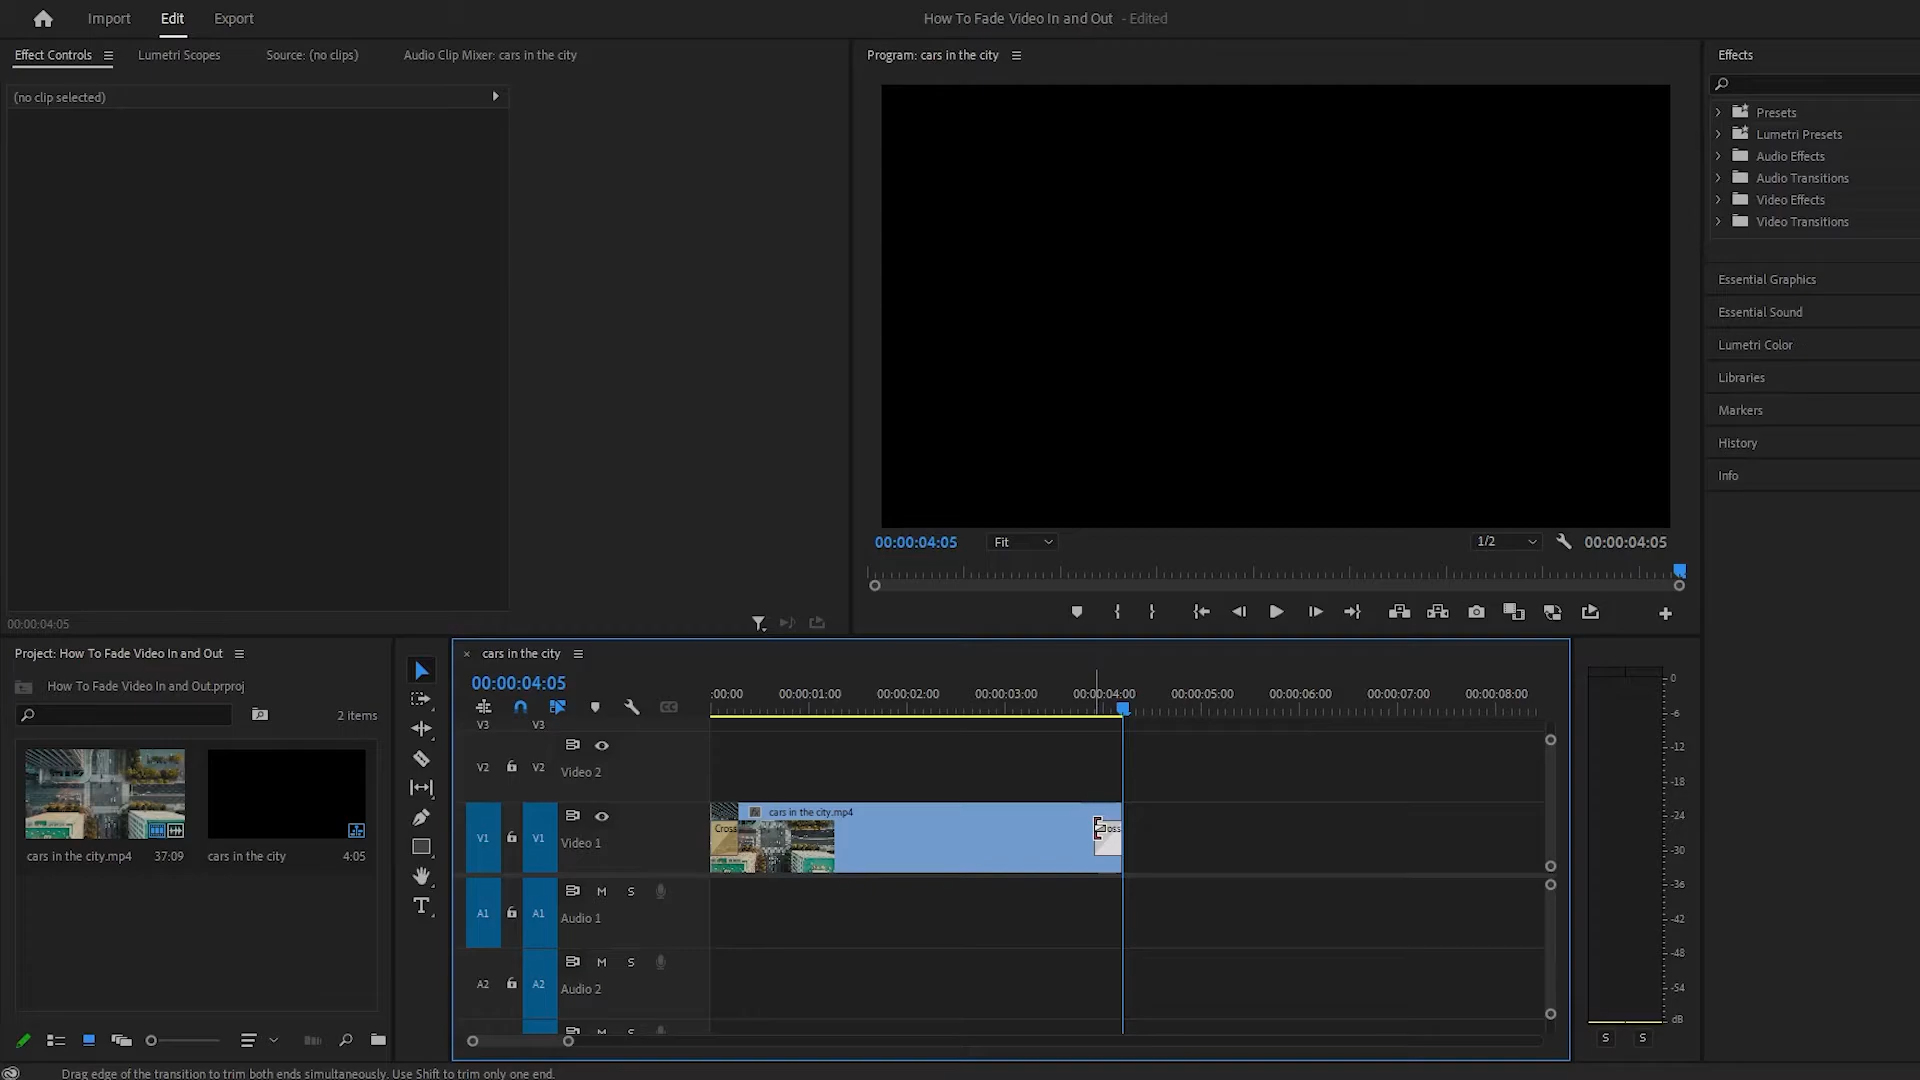 Import
Edit
Export
How To Fade Video In and Out - Edited
Effect Controls
Lumetri Scopes
Source: (no clips)
Audio Clip Mixer: cars in the city
Program: cars in the city
Effects
(no clip selected)
Presets
Lumetri Presets
Audio Effects
Audio Transitions
Video Effects
Video Transitions
Essential Graphics
Essential Sound
Lumetri Color
Libraries
Markers
History
Info
00:00:04:05
Fit
1/2
00:00:04:05
00:00:04:05
Project: How To Fade Video In and Out
How To Fade Video In and Out.prproj
2 items
cars in the city.mp4 37:09
cars in the city 4:05
cars in the city
00:00:04:05
:00:00 00:00:01:00 00:00:02:00 00:00:03:00 00:00:04:00 00:00:05:00 00:00:06:00 00:00:07:00 00:00:08:00
V3 V3
V2 V2 Video 2
V1 V1 Video 1
cars in the city.mp4
Cross
oss
A1 A1 M S
Audio 1
A2 A2 M S
Audio 2
M S
0
-6
-12
-18
-24
-30
-36
-42
-48
-54
dB
S S
Drag edge of the transition to trim both ends simultaneously. Use Shift to trim only one end.